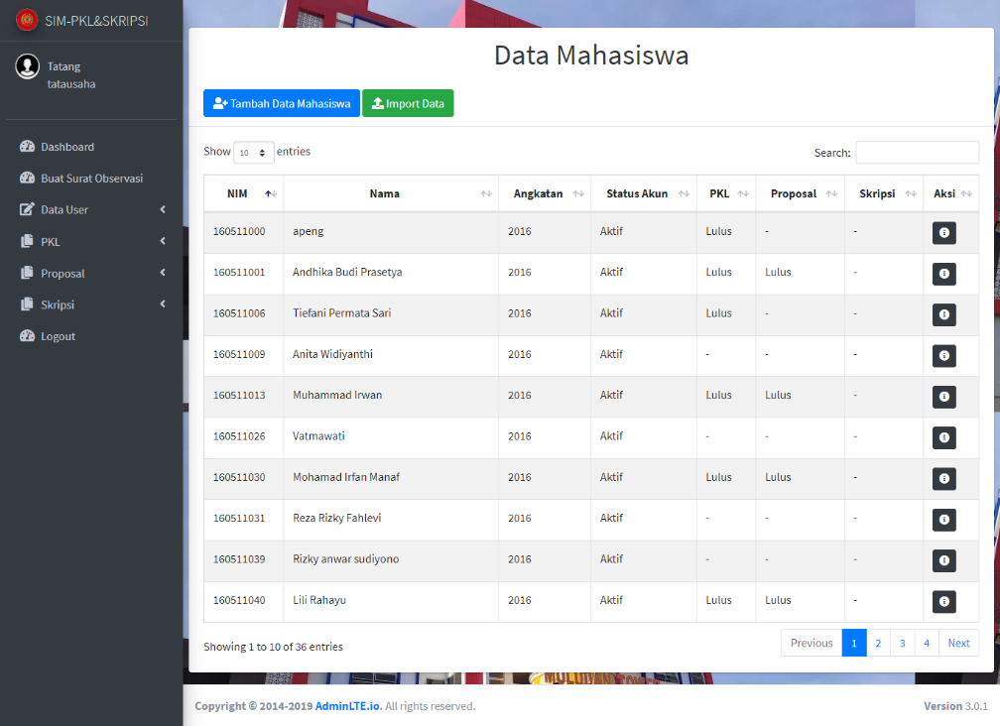 SIM-PKL&SKRIPSI
Tatang
tatausaha
Dashboard
Buat Surat Observasi
Data User
PKL
Proposal
Skripsi
Logout
Data Mahasiswa
Tambah Data Mahasiswa Import Data
Show 10 entries Search:
NIM Nama Angkatan Status Akun PKL Proposal Skripsi Aksi
160511000 apeng 2016 Aktif Lulus - -
160511001 Andhika Budi Prasetya 2016 Aktif Lulus Lulus -
160511006 Tiefani Permata Sari 2016 Aktif Lulus - -
160511009 Anita Widiyanthi 2016 Aktif - - -
160511013 Muhammad Irwan 2016 Aktif Lulus Lulus -
160511026 Vatmawati 2016 Aktif - - -
160511030 Mohamad Irfan Manaf 2016 Aktif Lulus Lulus -
160511031 Reza Rizky Fahlevi 2016 Aktif - - -
160511039 Rizky anwar sudiyono 2016 Aktif - - -
160511040 Lili Rahayu 2016 Aktif Lulus Lulus -
Showing 1 to 10 of 36 entries Previous 1 2 3 4 Next
Copyright © 2014-2019 AdminLTE.io. All rights reserved. Version 3.0.1